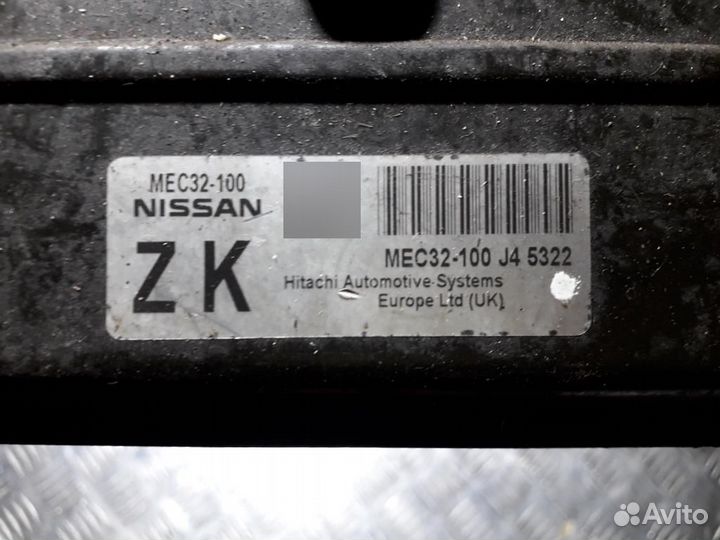 MEC32-100
NISSAN
ZK
MEC32-100 J4 5322
Hitachi Automotive Systems
Europe Ltd (UK)
Avito